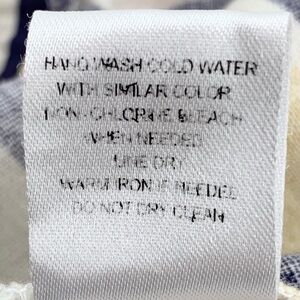 HAND WASH COLD WATER
WITH SIMILAR COLOR
NON-CHLORINE BLEACH
WHEN NEEDED
LINE DRY
WARM IRON IF NEEDED
DO NOT DRY CLEAN